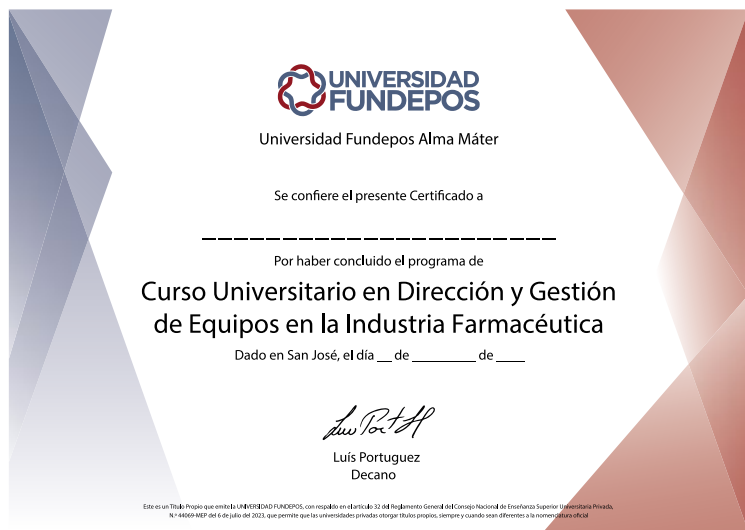 UNIVERSIDAD
FUNDEPOS
Universidad Fundepos Alma Máter
Se confiere el presente Certificado a
Por haber concluido el programa de
Curso Universitario en Dirección y Gestión
de Equipos en la Industria Farmacéutica
Dado en San José, el día __ de ________ de ____
Luís Portuguez
Decano
Este es un Título Propio que emite la UNIVERSIDAD FUNDEPOS, con respaldo en el artículo 32 del Reglamento General del Consejo Nacional de Enseñanza Superior Universitaria Privada,
N.º 44069-MEP del 6 de julio del 2023, que permite que las universidades privadas otorgar títulos propios, siempre y cuando sean diferentes a la nomenclatura oficial